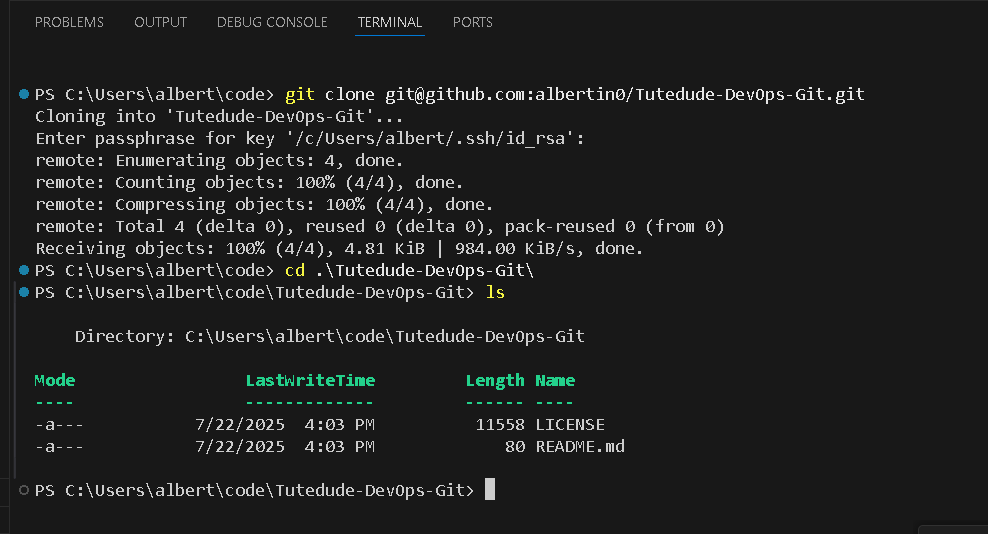 PROBLEMS OUTPUT DEBUG CONSOLE TERMINAL PORTS
PS C:\Users\albert\code> git clone git@github.com:albertin0/Tutedude-DevOps-Git.git
Cloning into 'Tutedude-DevOps-Git'...
Enter passphrase for key '/c/Users/albert/.ssh/id_rsa':
remote: Enumerating objects: 4, done.
remote: Counting objects: 100% (4/4), done.
remote: Compressing objects: 100% (4/4), done.
remote: Total 4 (delta 0), reused 0 (delta 0), pack-reused 0 (from 0)
Receiving objects: 100% (4/4), 4.81 KiB | 984.00 KiB/s, done.
PS C:\Users\albert\code> cd .\Tutedude-DevOps-Git\
PS C:\Users\albert\code\Tutedude-DevOps-Git> ls
Directory: C:\Users\albert\code\Tutedude-DevOps-Git
Mode LastWriteTime Length Name
---- ------------- ------ ----
-a--- 7/22/2025 4:03 PM 11558 LICENSE
-a--- 7/22/2025 4:03 PM 80 README.md
PS C:\Users\albert\code\Tutedude-DevOps-Git>